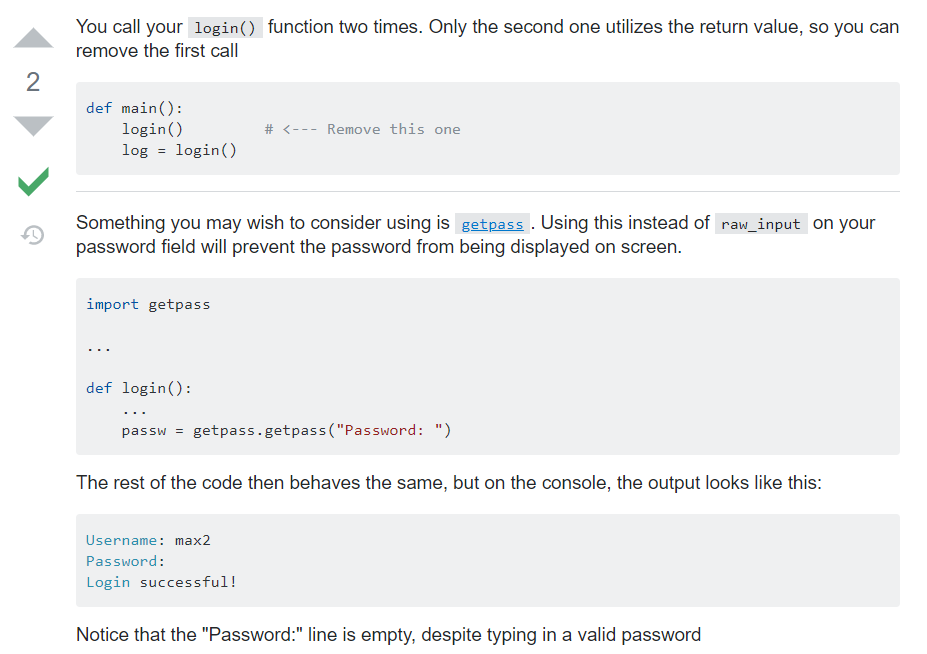 You call your login() function two times. Only the second one utilizes the return value, so you can
remove the first call
2
def main():
    login()         # <--- Remove this one
    log = login()
Something you may wish to consider using is getpass. Using this instead of raw_input on your
password field will prevent the password from being displayed on screen.
import getpass
...
def login():
    ...
    passw = getpass.getpass("Password: ")
The rest of the code then behaves the same, but on the console, the output looks like this:
Username: max2
Password:
Login successful!
Notice that the "Password:" line is empty, despite typing in a valid password